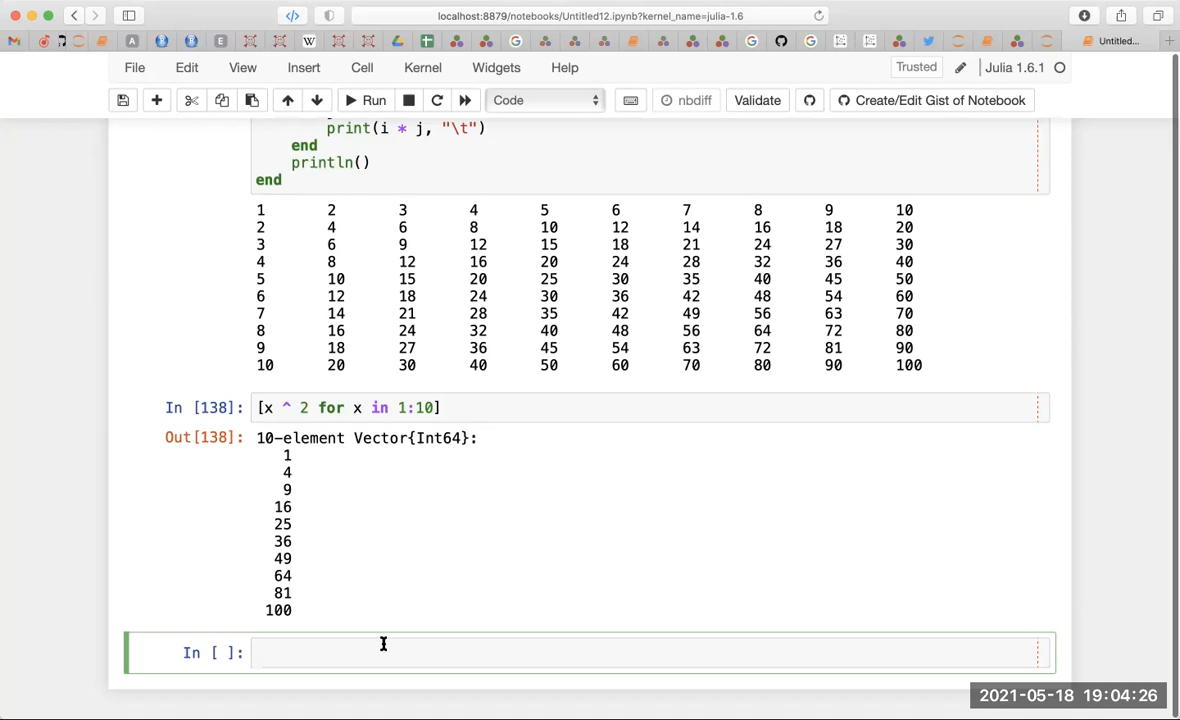 localhost:8879/notebooks/Untitled12.ipynb?kernel_name=julia-1.6
Untitled...
File Edit View Insert Cell Kernel Widgets Help Trusted Julia 1.6.1
Run Code nbdiff Validate Create/Edit Gist of Notebook
print(i * j, "\t")
end
println()
end
1 2 3 4 5 6 7 8 9 10
2 4 6 8 10 12 14 16 18 20
3 6 9 12 15 18 21 24 27 30
4 8 12 16 20 24 28 32 36 40
5 10 15 20 25 30 35 40 45 50
6 12 18 24 30 36 42 48 54 60
7 14 21 28 35 42 49 56 63 70
8 16 24 32 40 48 56 64 72 80
9 18 27 36 45 54 63 72 81 90
10 20 30 40 50 60 70 80 90 100
In [138]: [x ^ 2 for x in 1:10]
Out[138]: 10-element Vector{Int64}:
1
4
9
16
25
36
49
64
81
100
In [ ]:
2021-05-18 19:04:26